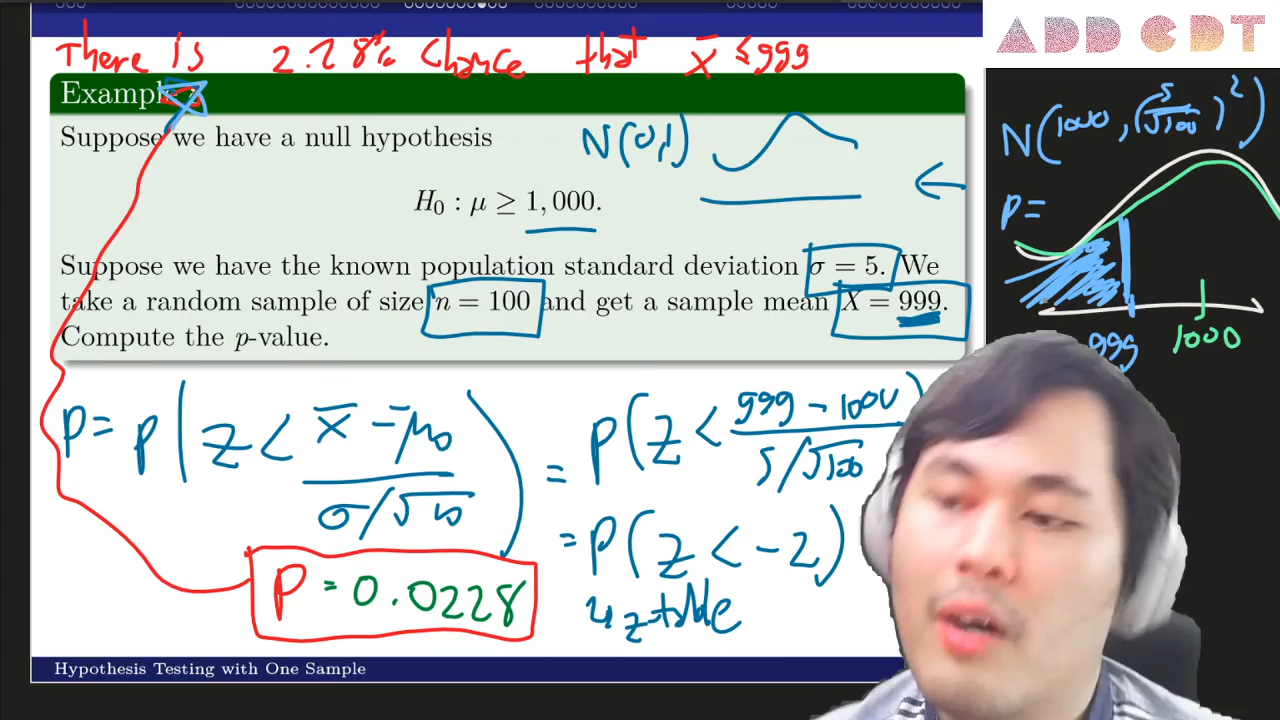 There is 2.28% chance that x̄ ≤ 999
ADD CDT
Example
Suppose we have a null hypothesis
N(0,1)
H₀ : μ ≥ 1,000.
Suppose we have the known population standard deviation σ = 5. We
take a random sample of size n = 100 and get a sample mean X̄ = 999.
Compute the p-value.
N(1000, (5/√100)²)
P=
999
1000
P = P(Z < (x̄ - μ₀)/(σ/√n)) = P(Z < (999 - 1000)/(5/√100)
= P(Z < -2)
z-table
P = 0.0228
Hypothesis Testing with One Sample